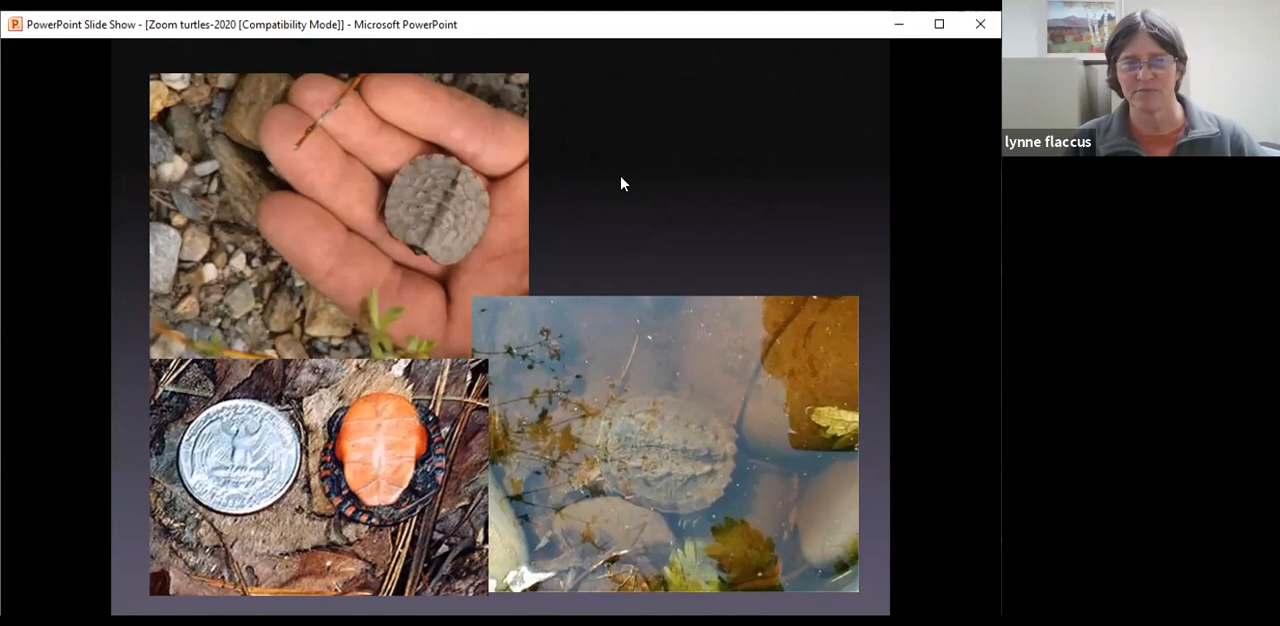 PowerPoint Slide Show - [Zoom turtles-2020 [Compatibility Mode]] - Microsoft PowerPoint
lynne flaccus